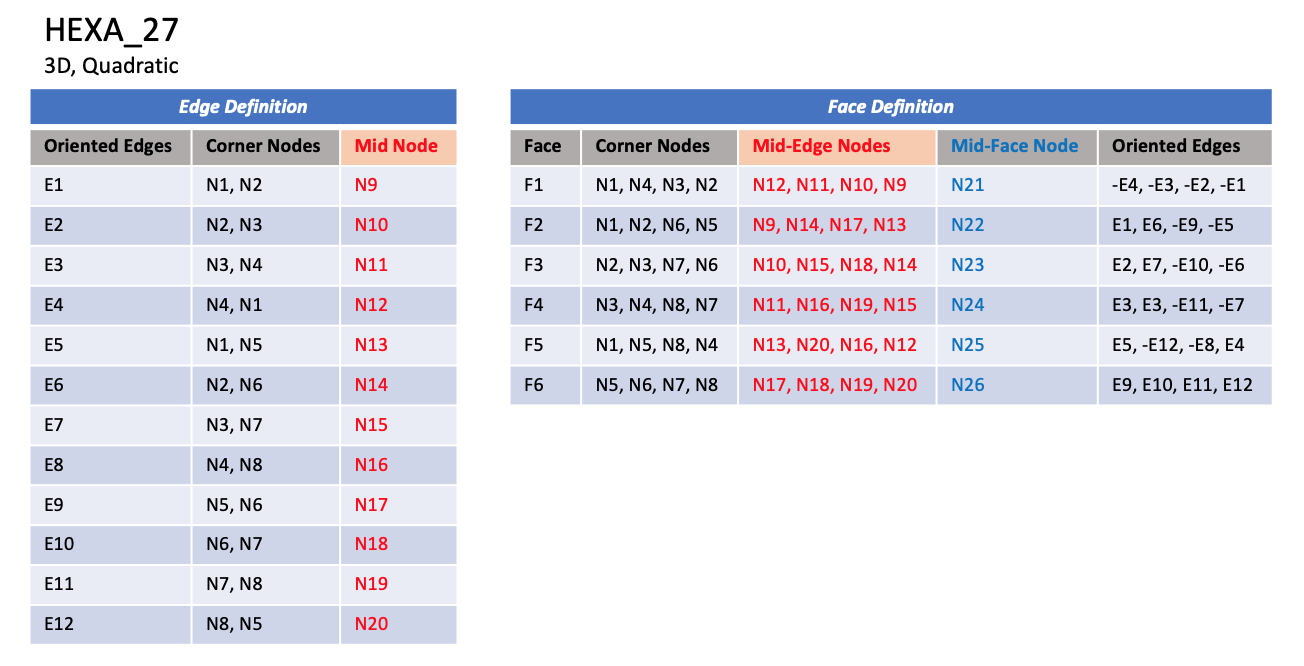 HEXA_27
3D, Quadratic
Edge Definition
Oriented Edges Corner Nodes Mid Node
E1 N1, N2 N9
E2 N2, N3 N10
E3 N3, N4 N11
E4 N4, N1 N12
E5 N1, N5 N13
E6 N2, N6 N14
E7 N3, N7 N15
E8 N4, N8 N16
E9 N5, N6 N17
E10 N6, N7 N18
E11 N7, N8 N19
E12 N8, N5 N20
Face Definition
Face Corner Nodes Mid-Edge Nodes Mid-Face Node Oriented Edges
F1 N1, N4, N3, N2 N12, N11, N10, N9 N21 -E4, -E3, -E2, -E1
F2 N1, N2, N6, N5 N9, N14, N17, N13 N22 E1, E6, -E9, -E5
F3 N2, N3, N7, N6 N10, N15, N18, N14 N23 E2, E7, -E10, -E6
F4 N3, N4, N8, N7 N11, N16, N19, N15 N24 E3, E3, -E11, -E7
F5 N1, N5, N8, N4 N13, N20, N16, N12 N25 E5, -E12, -E8, E4
F6 N5, N6, N7, N8 N17, N18, N19, N20 N26 E9, E10, E11, E12